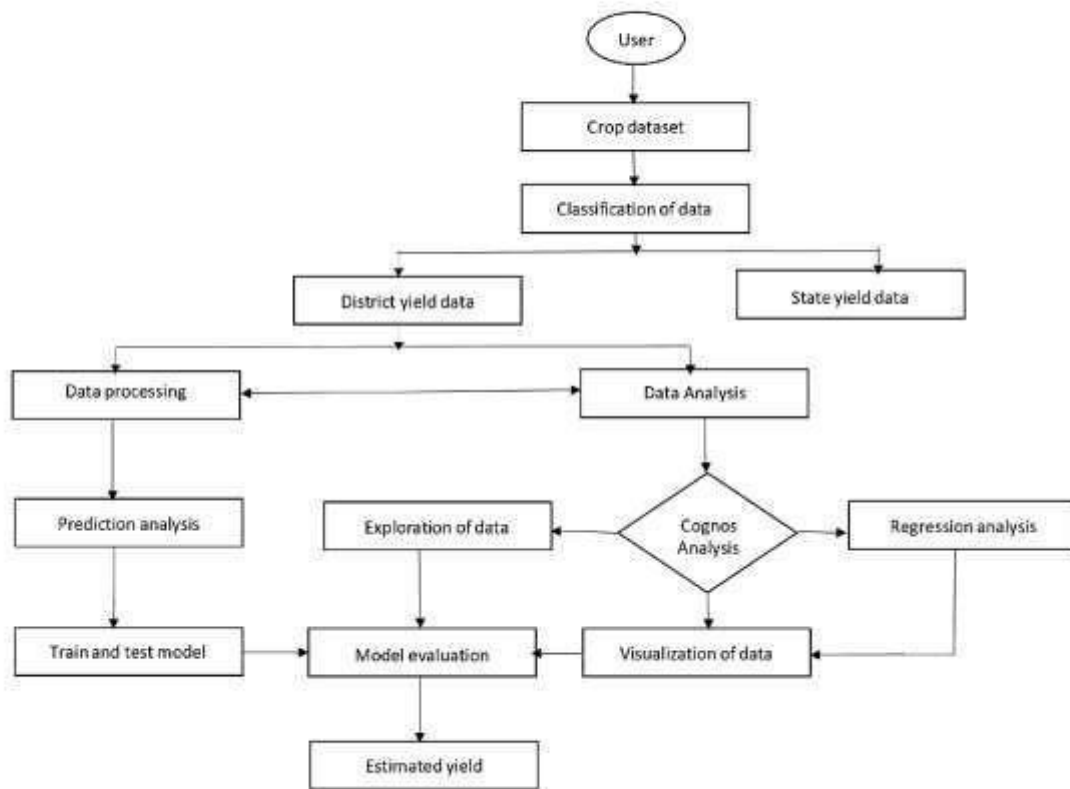 User
Crop dataset
Classification of data
District yield data
State yield data
Data processing
Data Analysis
Prediction analysis
Exploration of data
Cognos
Analysis
Regression analysis
Train and test model
Model evaluation
Visualization of data
Estimated yield